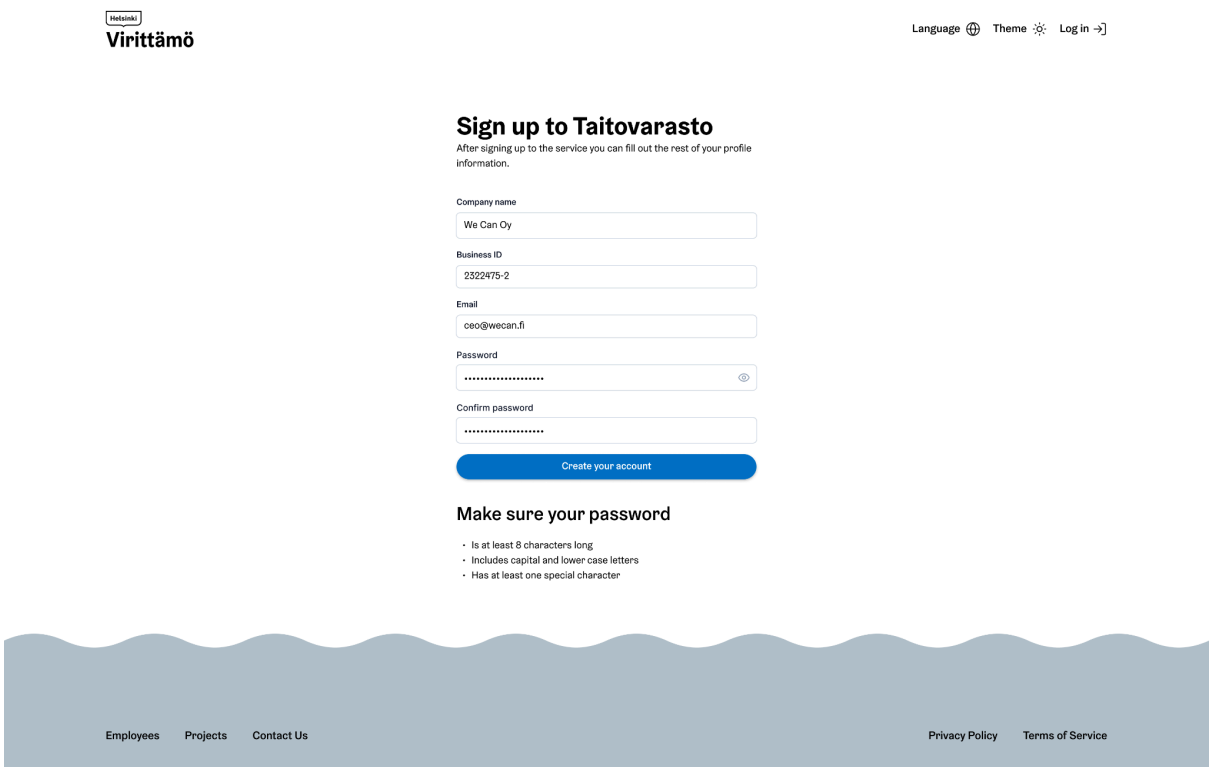 Helsinki
Virittämö
Language
Theme
Log in
Sign up to Taitovarasto
After signing up to the service you can fill out the rest of your profile
information.
Company name
We Can Oy
Business ID
2322475-2
Email
ceo@wecan.fi
Password
••••••••••••••••••••
Confirm password
••••••••••••••••••••
Create your account
Make sure your password
• Is at least 8 characters long
• Includes capital and lower case letters
• Has at least one special character
Employees
Projects
Contact Us
Privacy Policy
Terms of Service